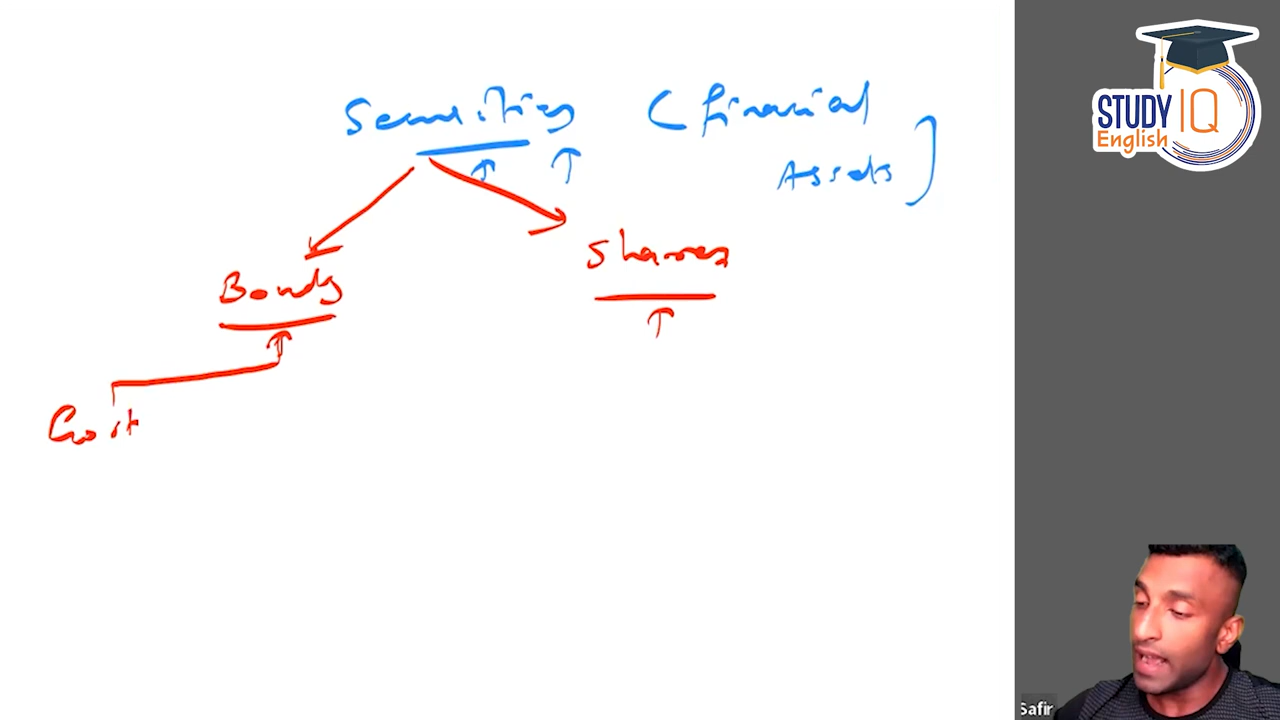 Securities (Financial
Assets)
Bonds
Shares
Govt
STUDY IQ
English
Safir